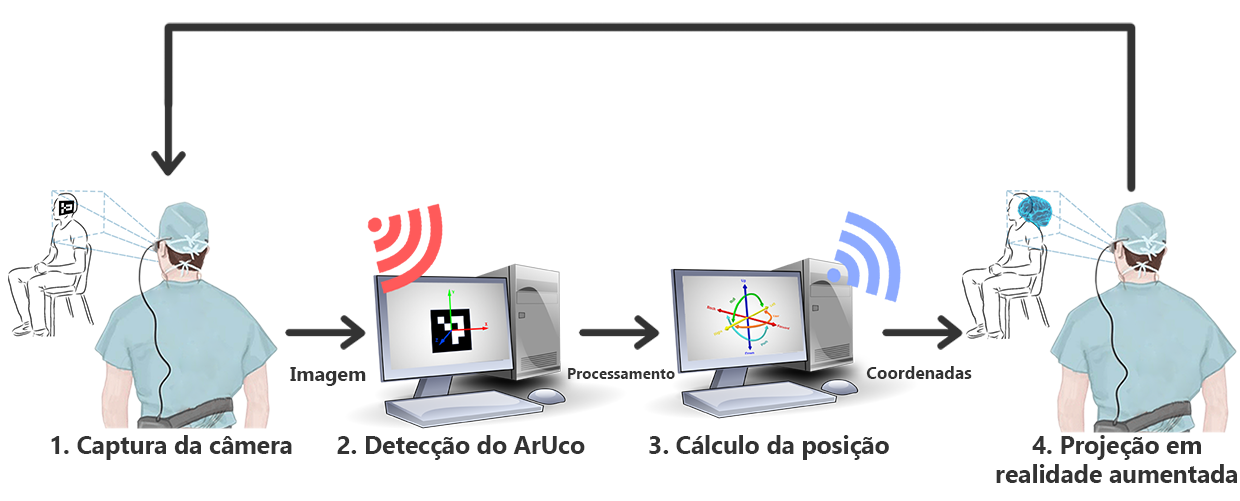 Imagem
Processamento
Coordenadas
1. Captura da câmera
2. Detecção do ArUco
3. Cálculo da posição
4. Projeção em
realidade aumentada